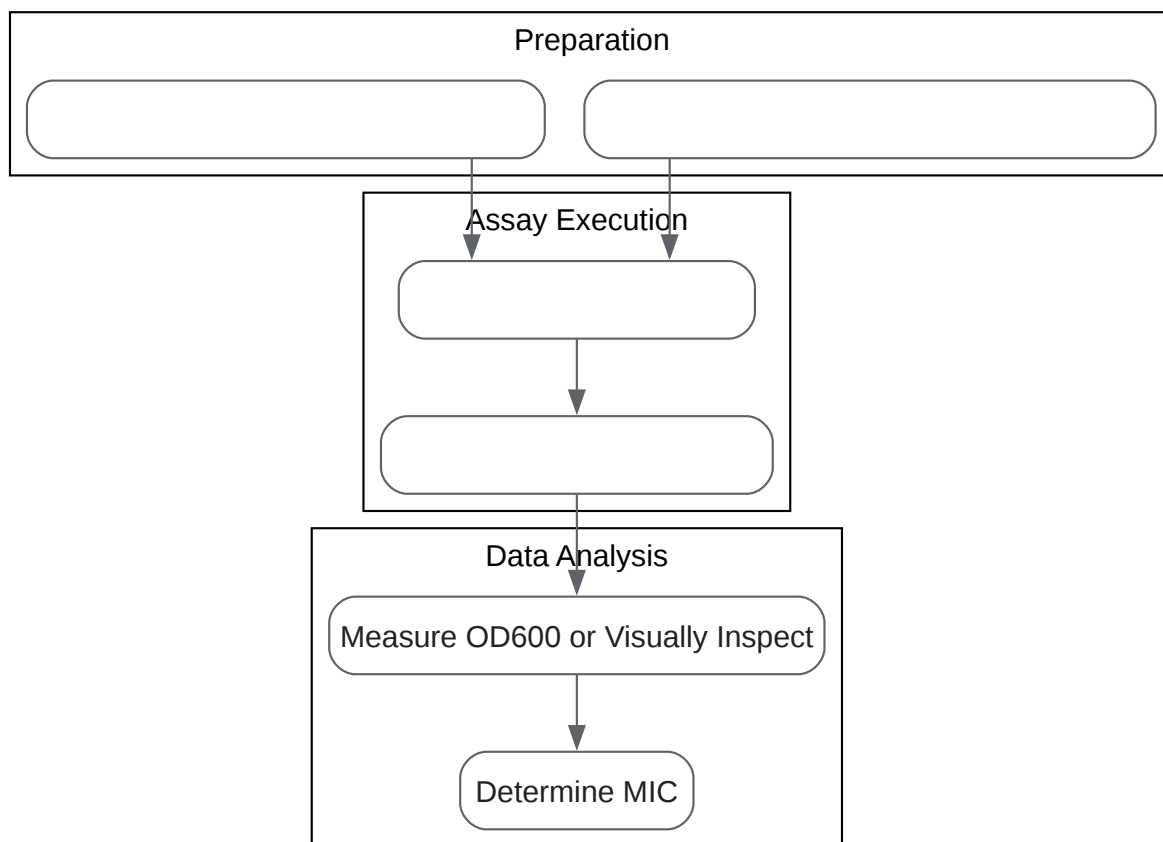 Preparation
Assay Execution
Data Analysis
Measure OD600 or Visually Inspect
Determine MIC